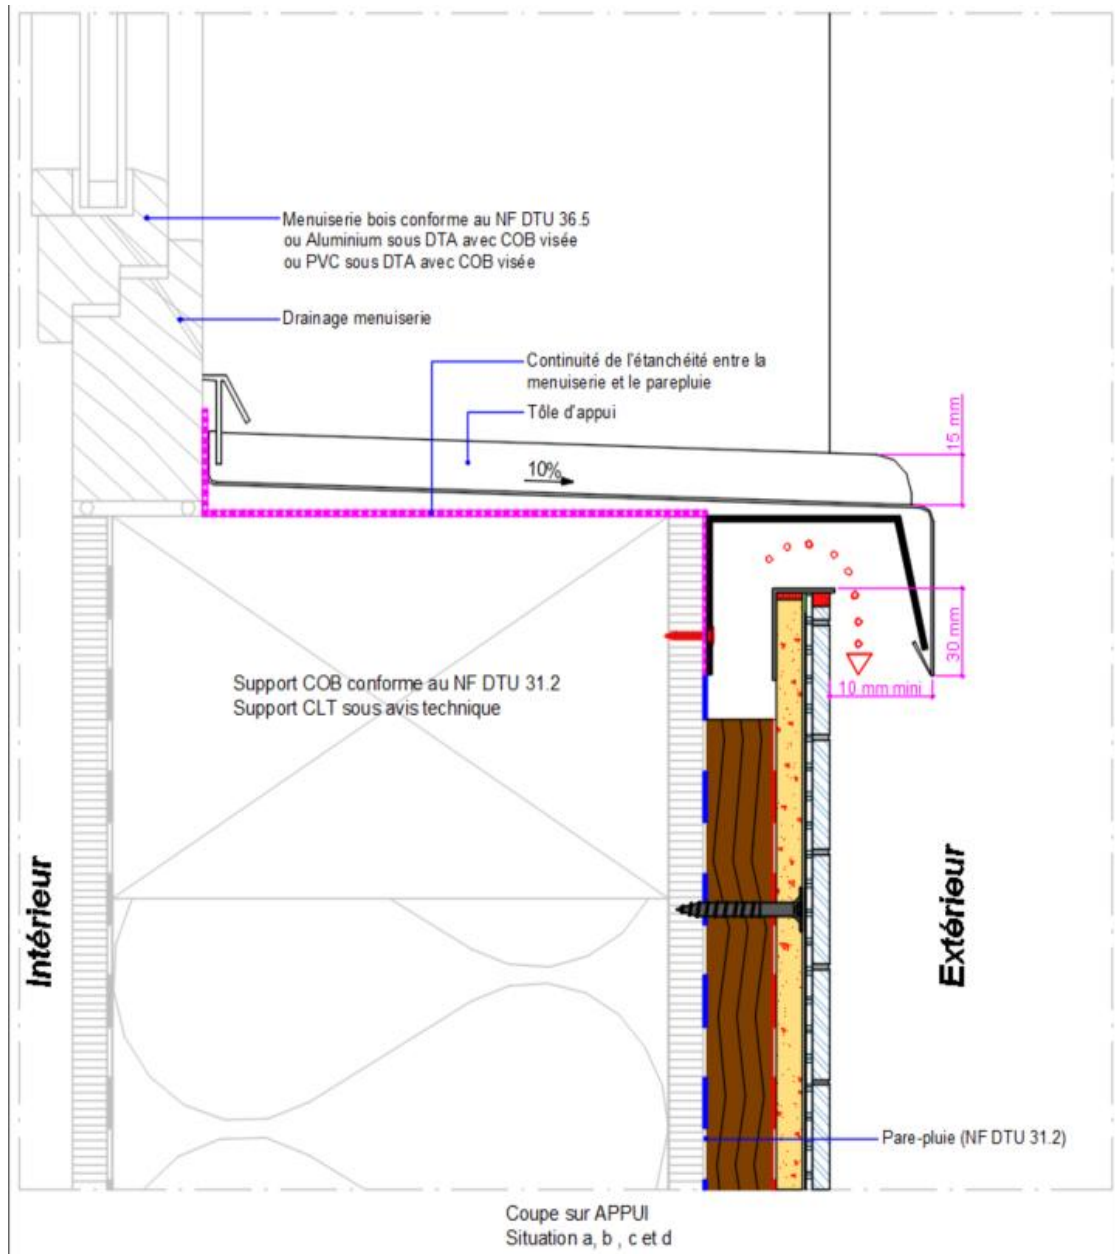 Menuiserie bois conforme au NF DTU 36.5
ou Aluminium sous DTA avec COB visée
ou PVC sous DTA avec COB visée
Drainage menuiserie
Continuité de l'étanchéité entre la
menuiserie et le parepluie
Tôle d'appui
15 mm
10%
30 mm
10 mm mini
Support COB conforme au NF DTU 31.2
Support CLT sous avis technique
Intérieur
Extérieur
Pare-pluie (NF DTU 31.2)
Coupe sur APPUI
Situation a, b , c et d